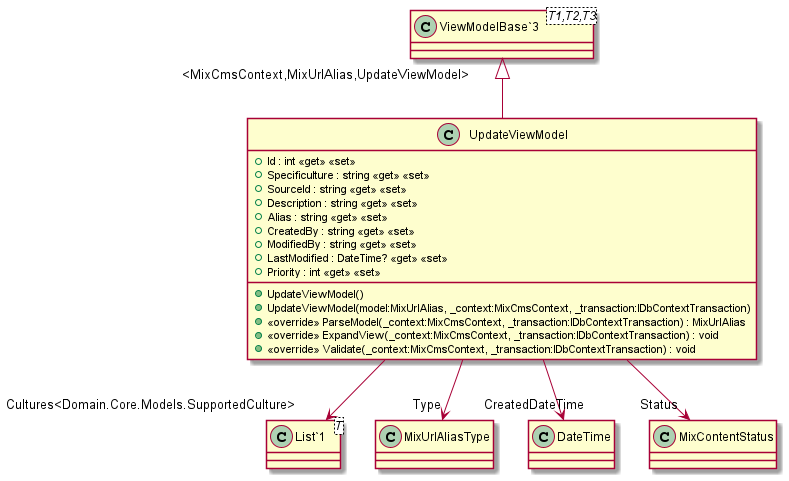 C ViewModelBase`3 T1,T2,T3
<MixCmsContext,MixUrlAlias,UpdateViewModel>
C UpdateViewModel
Id : int «get» «set»
Specificulture : string «get» «set»
SourceId : string «get» «set»
Description : string «get» «set»
Alias : string «get» «set»
CreatedBy : string «get» «set»
ModifiedBy : string «get» «set»
LastModified : DateTime? «get» «set»
Priority : int «get» «set»
UpdateViewModel()
UpdateViewModel(model:MixUrlAlias, _context:MixCmsContext, _transaction:IDbContextTransaction)
«override» ParseModel(_context:MixCmsContext, _transaction:IDbContextTransaction) : MixUrlAlias
«override» ExpandView(_context:MixCmsContext, _transaction:IDbContextTransaction) : void
«override» Validate(_context:MixCmsContext, _transaction:IDbContextTransaction) : void
Cultures<Domain.Core.Models.SupportedCulture> Type CreatedDateTime Status
C List`1 T C MixUrlAliasType C DateTime C MixContentStatus